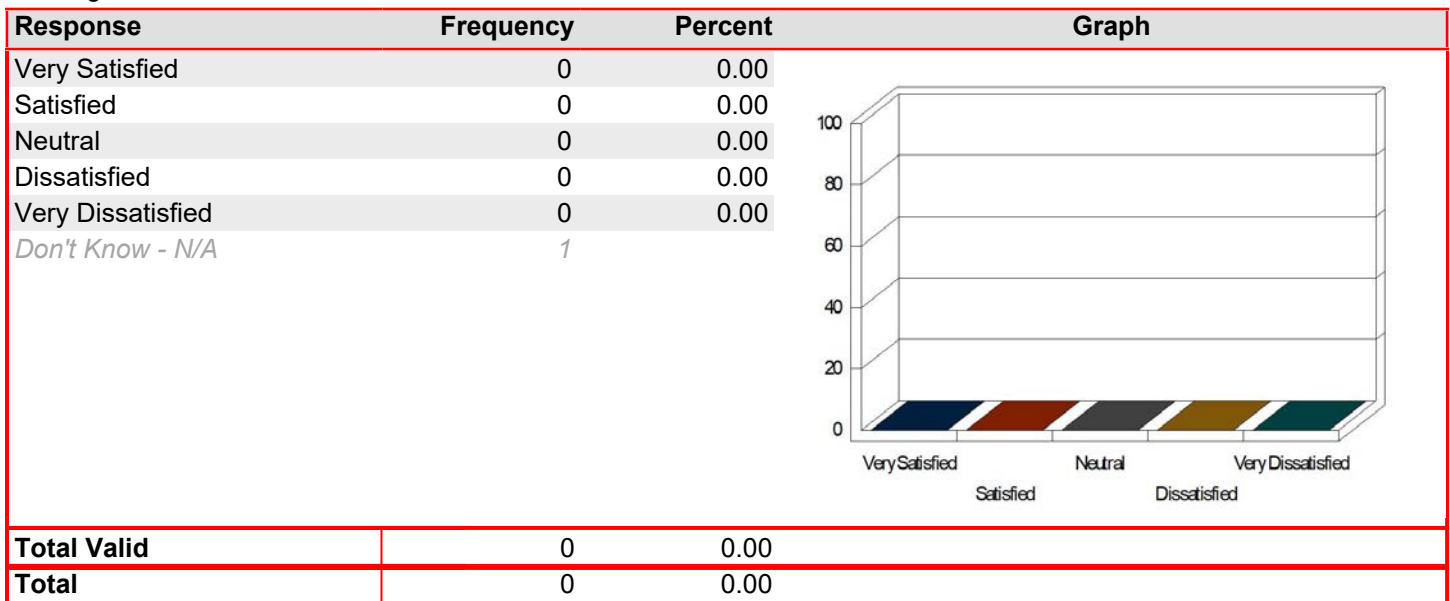 Response Frequency Percent Graph
Very Satisfied 0 0.00
Satisfied 0 0.00
Neutral 0 0.00
Dissatisfied 0 0.00
Very Dissatisfied 0 0.00
Don't Know - N/A 1
100
80
60
40
20
0
Very Satisfied Neutral Very Dissatisfied
Satisfied Dissatisfied
Total Valid 0 0.00
Total 0 0.00